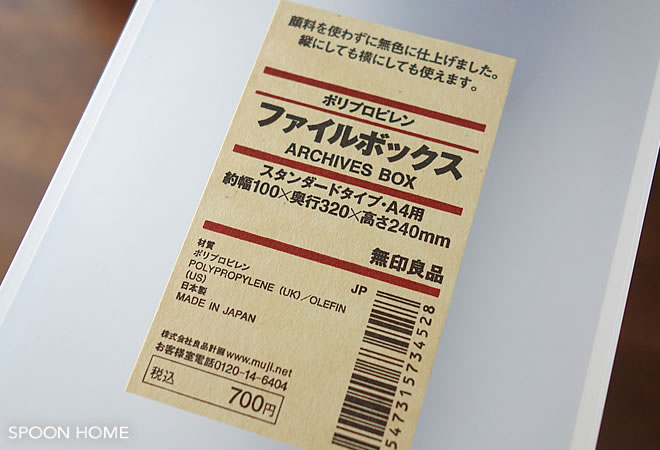 顔料を使わずに無色に仕上げました。
縦にしても横にしても使えます。
ポリプロピレン
ファイルボックス
ARCHIVES BOX
スタンダードタイプ・A4用
約幅100×奥行320×高さ240mm
無印良品
材質
ポリプロピレン
POLYPROPYLENE (UK)/OLEFIN
(US)
日本製
MADE IN JAPAN
JP
株式会社良品計画 www.muji.net
お客様室電話0120-14-6404
税込
700円
547315734528
SPOON HOME